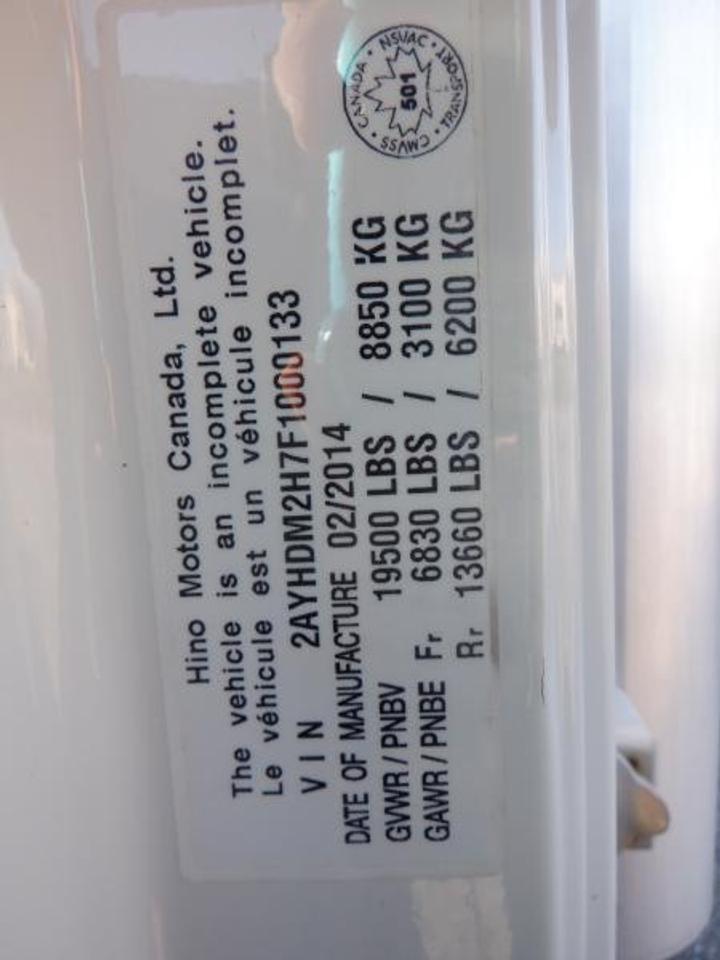 Hino Motors Canada, Ltd.
The vehicle is an incomplete vehicle.
Le véhicule est un véhicule incomplet.
VIN 2AYHDM2H7F1000133
DATE OF MANUFACTURE 02/2014
GVWR / PNBV 19500 LBS / 8850 KG
GAWR / PNBE Fr 6830 LBS / 3100 KG
Rr 13660 LBS / 6200 KG
CANADA • NSVAC • TRANSPORT • CMVSS •
501